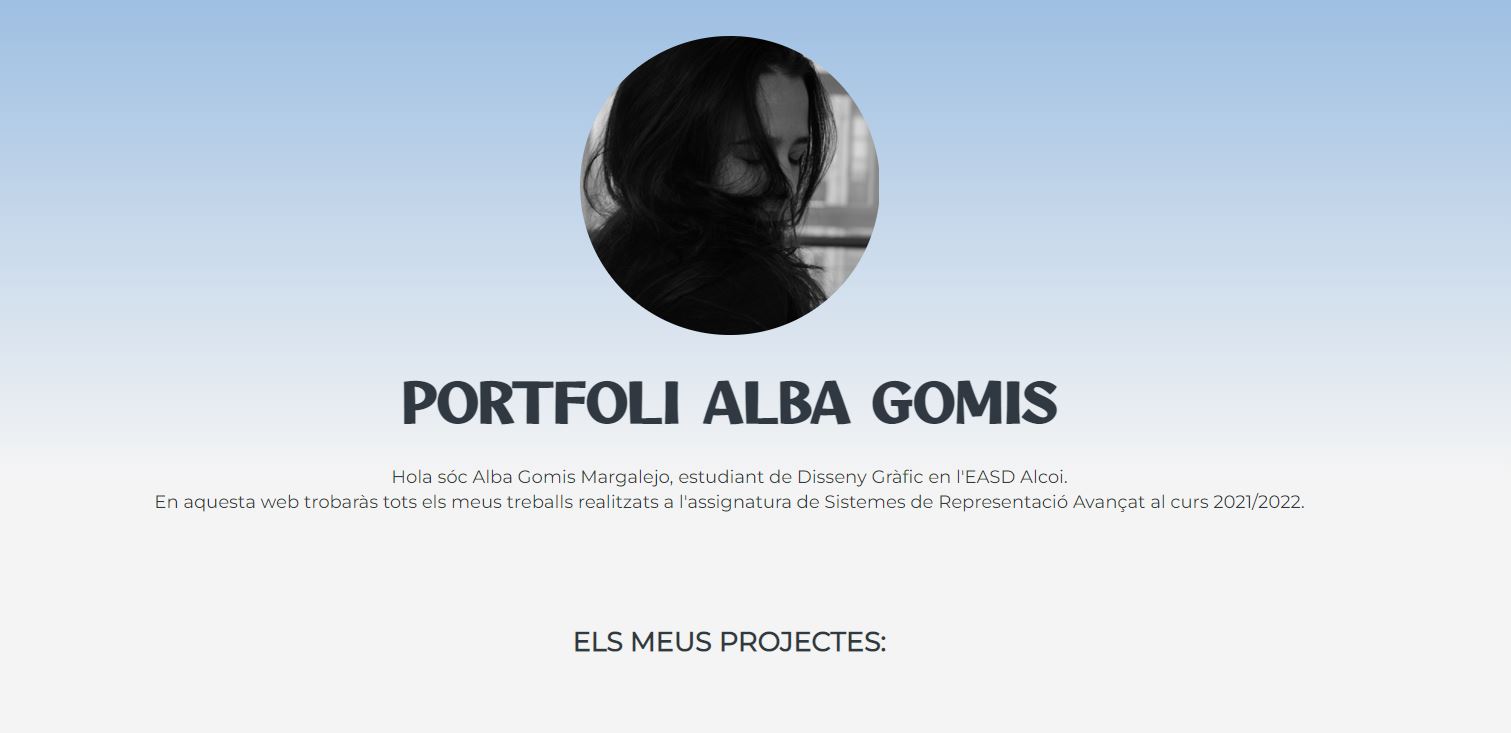 PORTFOLI ALBA GOMIS
Hola sóc Alba Gomis Margalejo, estudiant de Disseny Gràfic en l'EASD Alcoi.
En aquesta web trobaràs tots els meus treballs realitzats a l'assignatura de Sistemes de Representació Avançat al curs 2021/2022.
ELS MEUS PROJECTES: